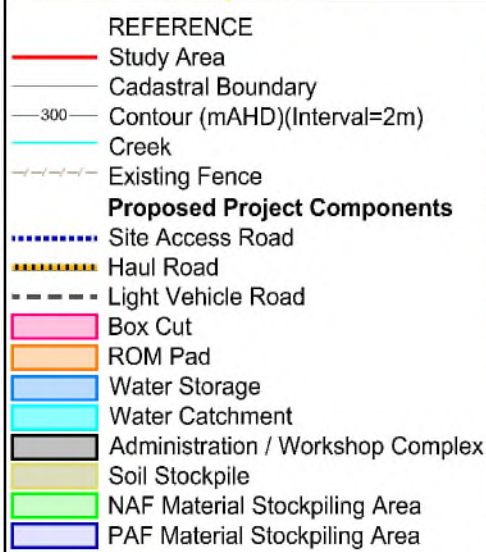 REFERENCE
Study Area
Cadastral Boundary
300 Contour (mAHD)(Interval=2m)
Creek
Existing Fence
Proposed Project Components
Site Access Road
Haul Road
Light Vehicle Road
Box Cut
ROM Pad
Water Storage
Water Catchment
Administration / Workshop Complex
Soil Stockpile
NAF Material Stockpiling Area
PAF Material Stockpiling Area